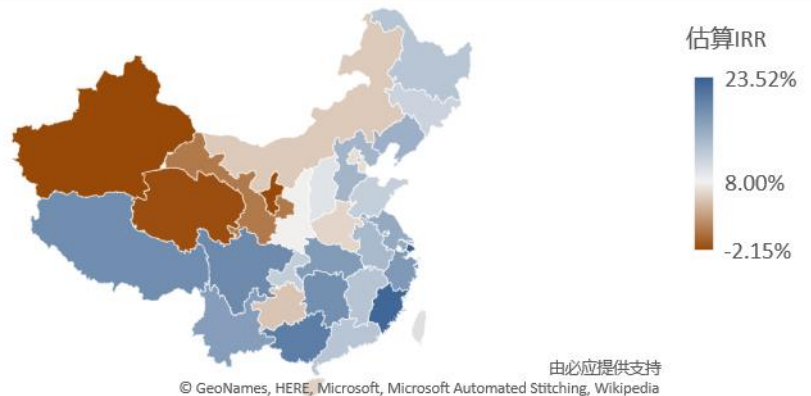 估算IRR
23.52%
8.00%
-2.15%
由必应提供支持
© GeoNames, HERE, Microsoft, Microsoft Automated Stitching, Wikipedia